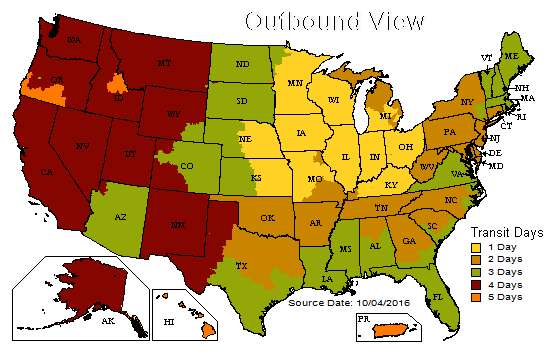 Outbound View
WA
MT
ND
MN
VT
ME
OR
ID
SD
WI
MI
NY
NH
MA
WY
NE
IA
PA
RI
CT
NV
UT
CO
IL
IN
OH
NJ
DE
MD
CA
KS
MO
KY
WV
VA
AZ
NM
OK
AR
TN
NC
SC
TX
MS
AL
GA
LA
FL
Transit Days
1 Day
2 Days
3 Days
4 Days
5 Days
Source Date: 10/04/2016
AK
HI
PR